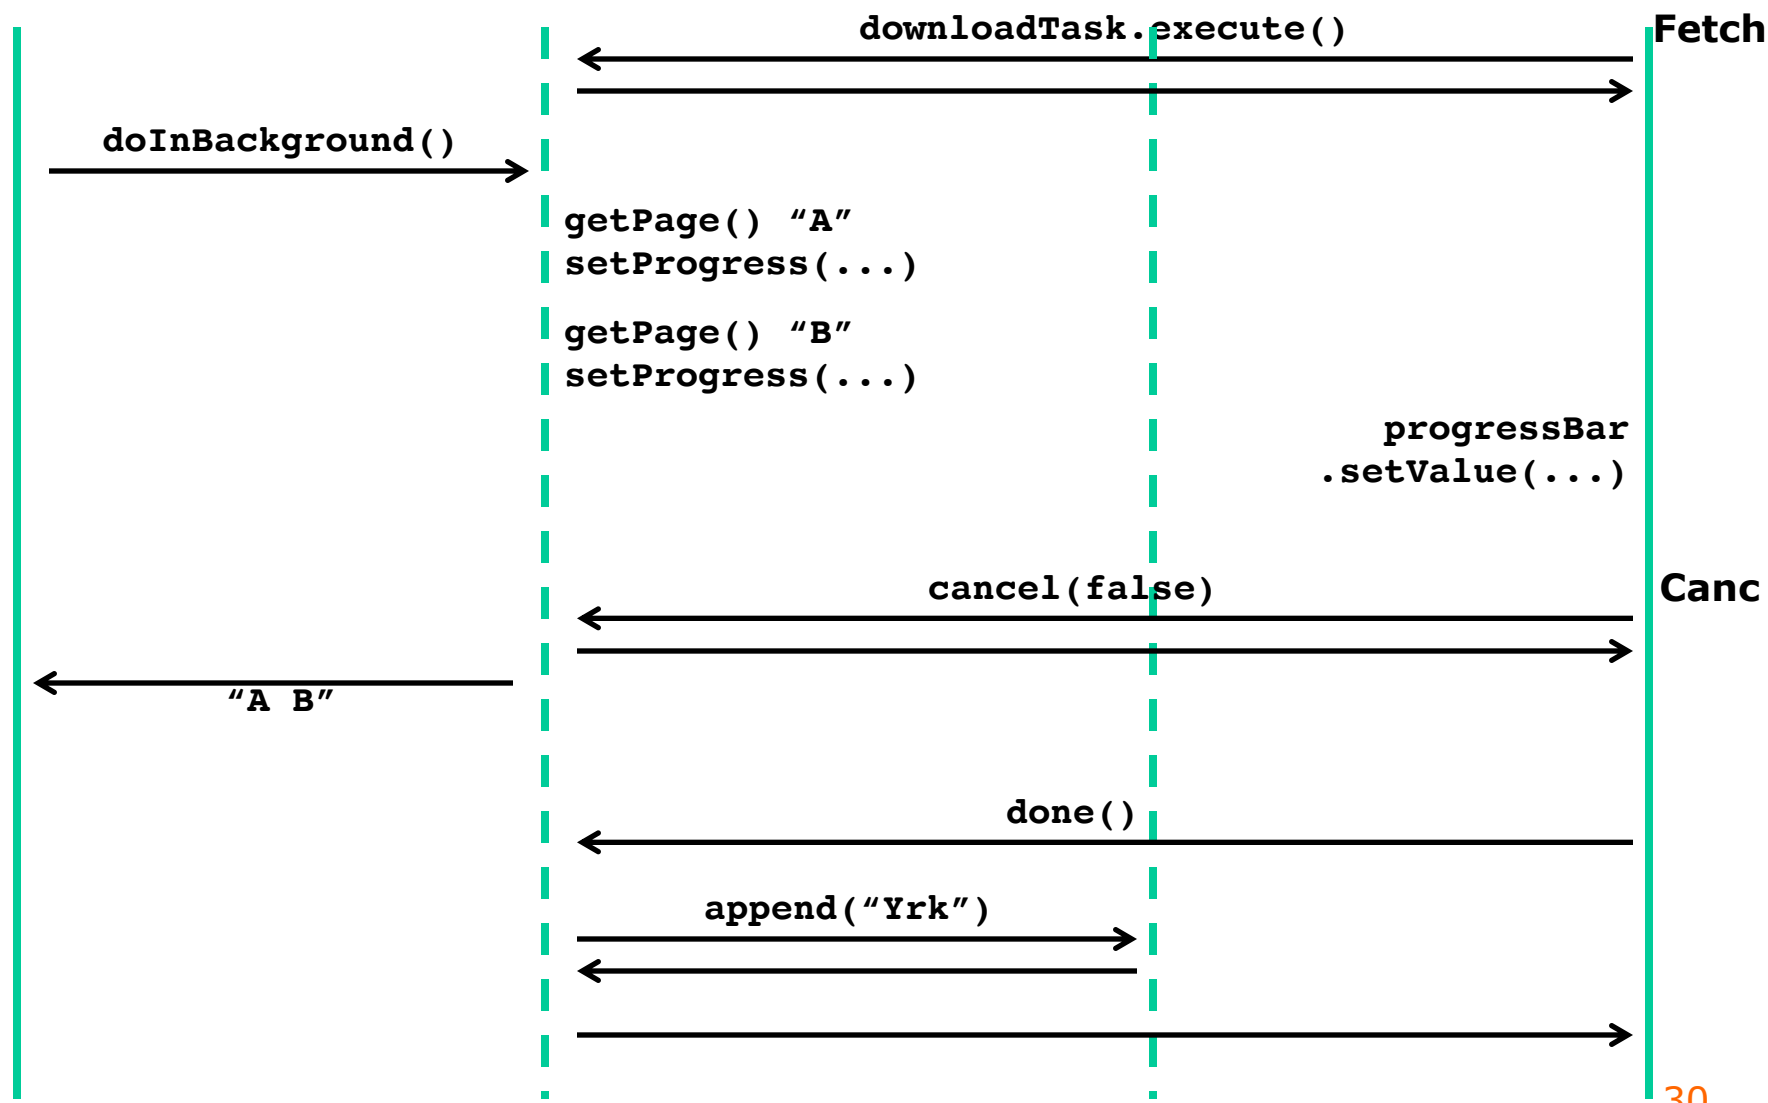 downloadTask.execute()
Fetch
doInBackground()
getPage() “A”
setProgress(...)
getPage() “B”
setProgress(...)
progressBar
.setValue(...)
cancel(false)
Canc
“A B”
done()
append(“Yrk”)
30